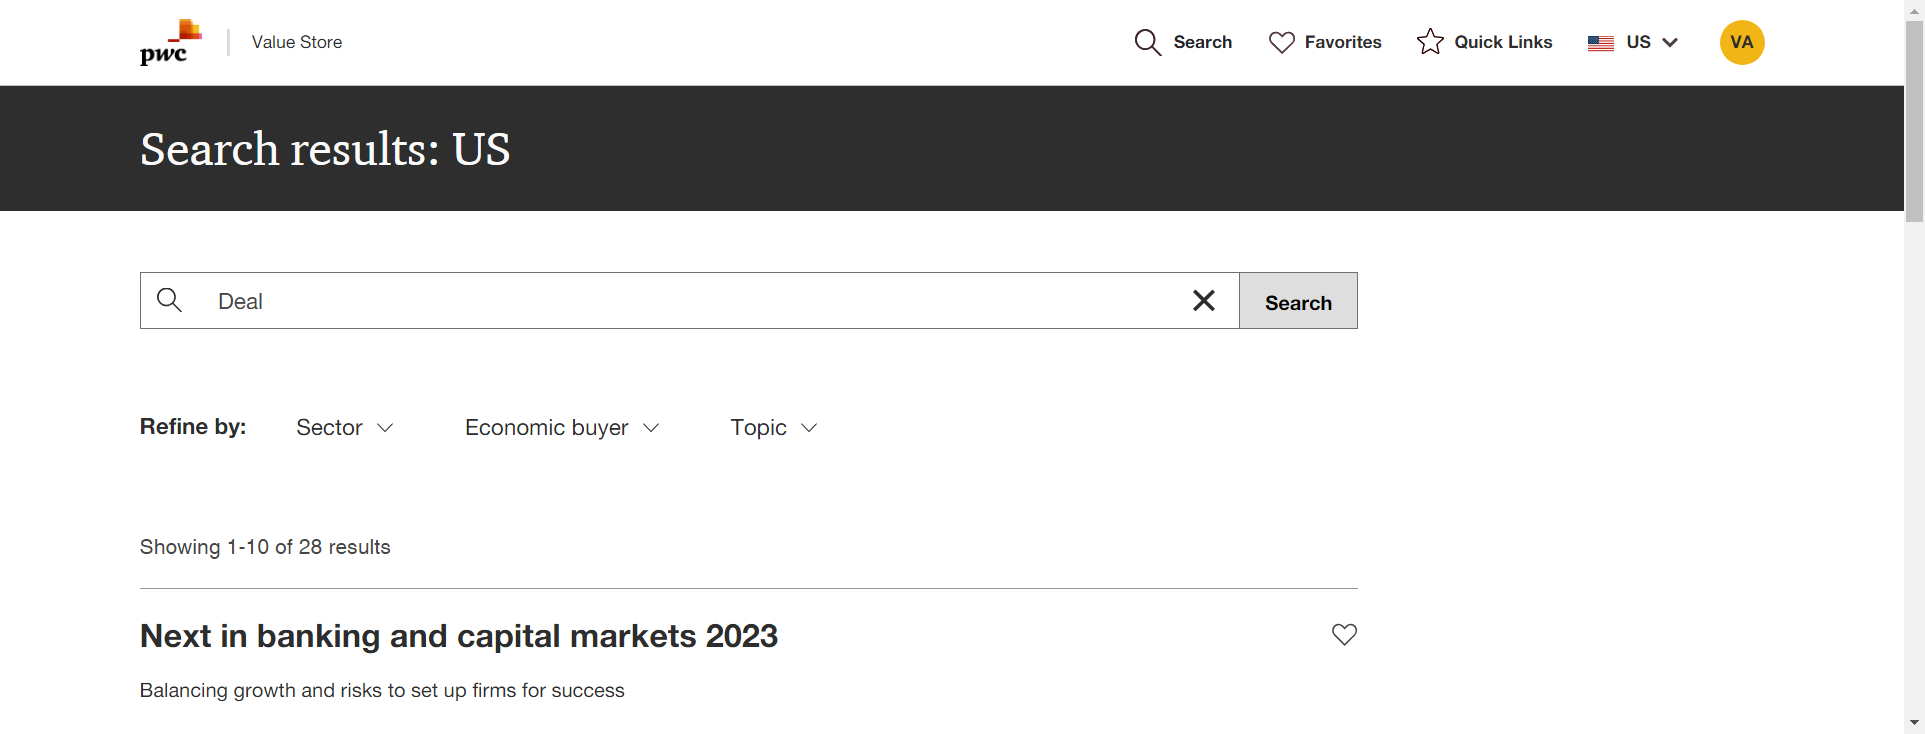 pwc
Value Store
Search
Favorites
Quick Links
US
VA
Search results: US
Deal
Search
Refine by:
Sector
Economic buyer
Topic
Showing 1-10 of 28 results
Next in banking and capital markets 2023
Balancing growth and risks to set up firms for success